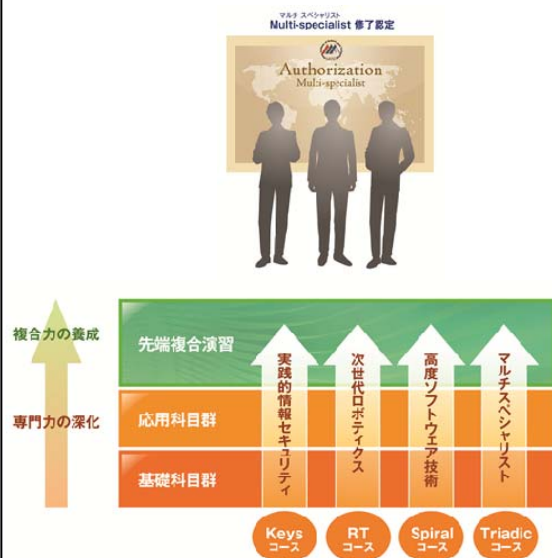 マルチ スペシャリスト
Multi-specialist 修了認定
Authorization
Multi-specialist
複合力の養成
専門力の深化
先端複合演習
応用科目群
基礎科目群
実践的情報セキュリティ
次世代ロボティクス
高度ソフトウェア技術
マルチスペシャリスト
Keys
コース
RT
コース
Spiral
コース
Triadic
コース